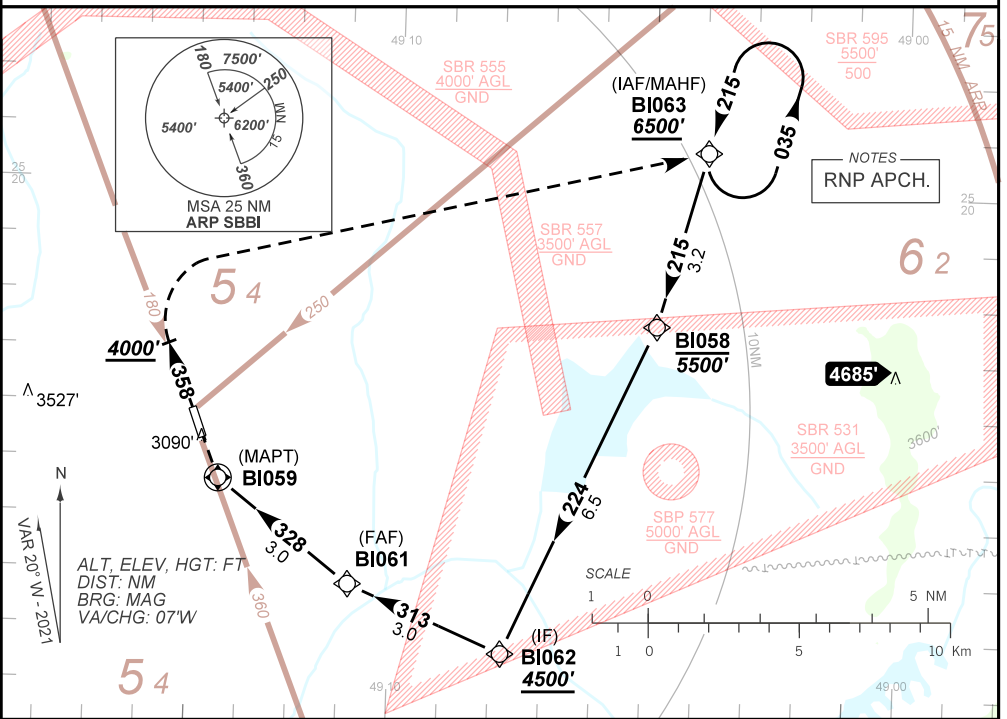 49 10
49 00
7 5
15 NM ARP
180
7500'
250
5400'
5400'
6200'
15 NM
360
MSA 25 NM
ARP SBBI
SBR 555
4000' AGL
GND
(IAF/MAHF)
BI063
6500'
215
035
SBR 595
5500'
500
NOTES
RNP APCH.
25
20
25
20
SBR 557
3500' AGL
GND
6 2
5 4
215
3.2
180
250
4000'
BI058
5500'
10NM
358
4685'
3527'
3090'
(MAPT)
BI059
SBR 531
3500' AGL
GND
3600'
N
VAR 20° W - 2021
224
6.5
328
3.0
(FAF)
BI061
SBP 577
5000' AGL
GND
ALT, ELEV, HGT: FT
DIST: NM
BRG: MAG
VA/CHG: 07'W
360
313
3.0
SCALE
1 0 5 NM
1 0 5 10 Km
(IF)
BI062
4500'
5 4
49 10
49 00